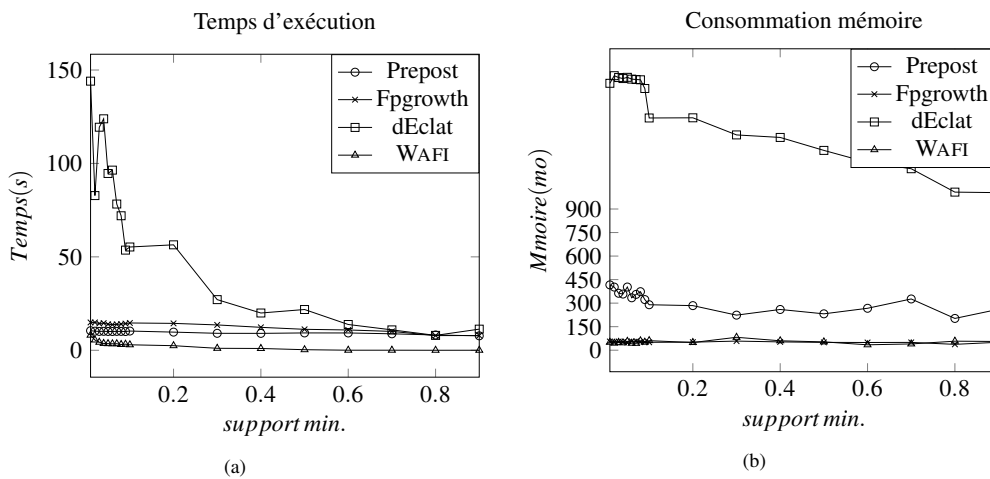 Temps d'exécution
150
100
50
0
0.2
0.4
0.6
0.8
Temps(s)
support min.
Prepost
Fpgrowth
dEclat
WAFI
(a)
Consommation mémoire
900
750
600
450
300
150
0
0.2
0.4
0.6
0.8
Mmoire(mo)
support min.
Prepost
Fpgrowth
dEclat
WAFI
(b)